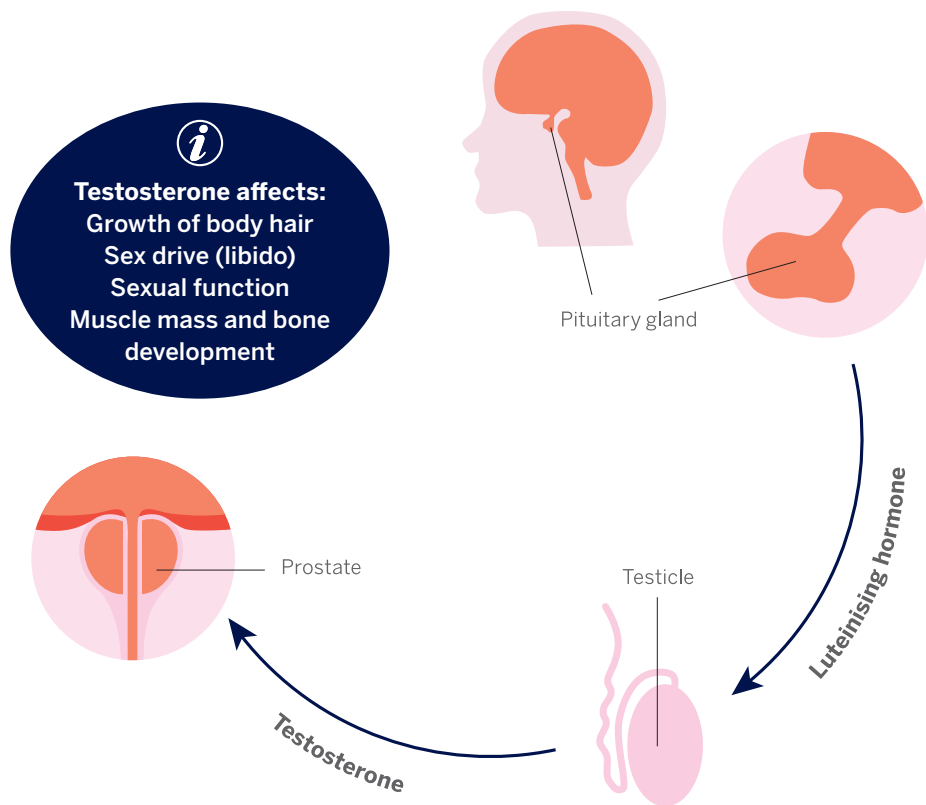 Testosterone affects:
Growth of body hair
Sex drive (libido)
Sexual function
Muscle mass and bone
development
Pituitary gland
Luteinising hormone
Prostate
Testicle
Testosterone